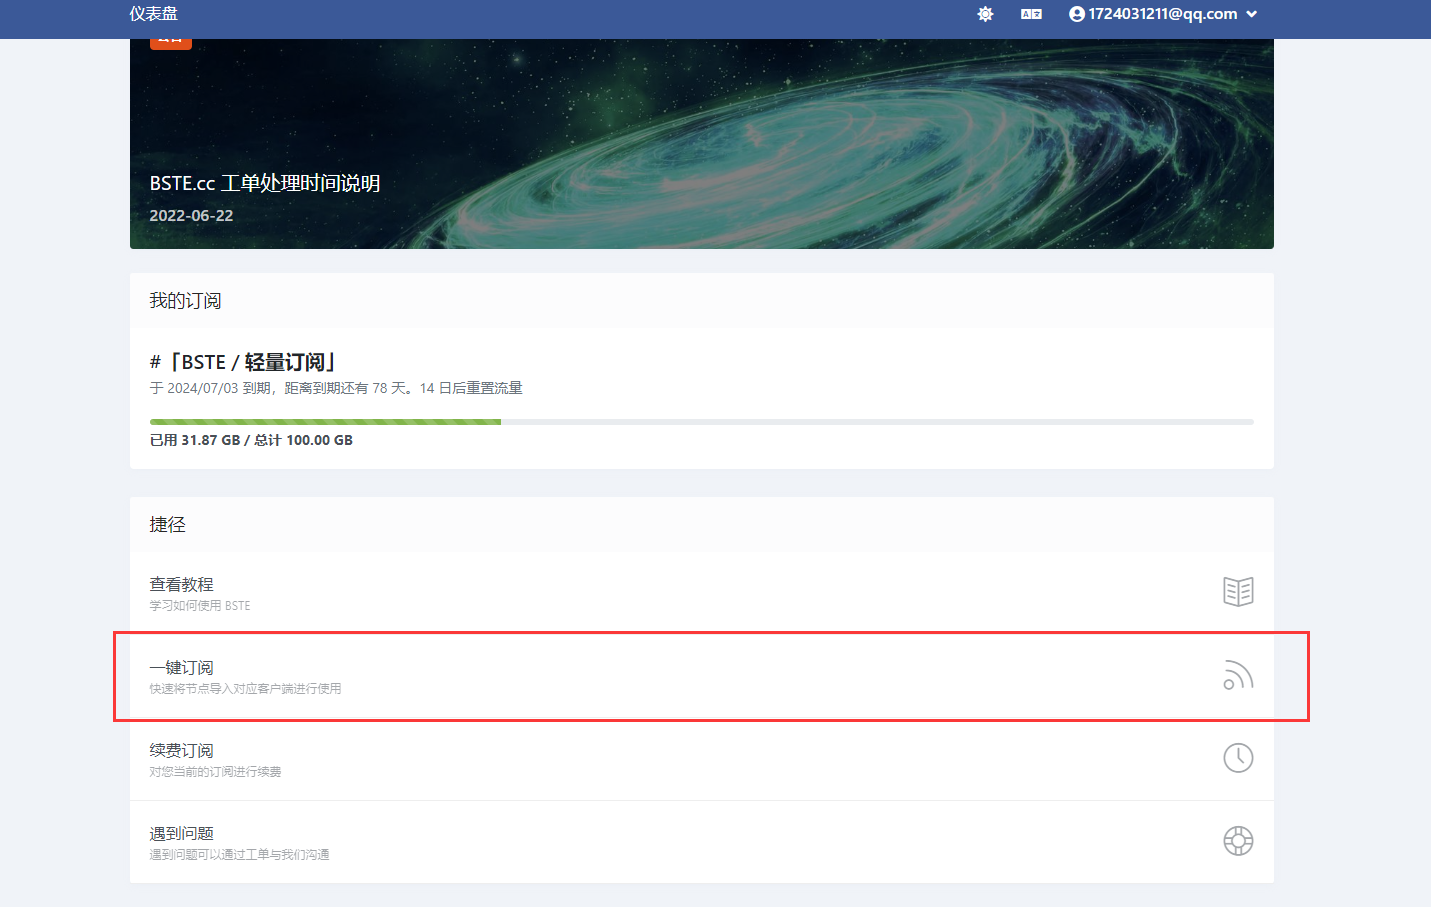 仪表盘
1724031211@qq.com
BSTE.cc 工单处理时间说明
2022-06-22
我的订阅
#「BSTE / 轻量订阅」
于 2024/07/03 到期，距离到期还有 78 天。14 日后重置流量
已用 31.87 GB / 总计 100.00 GB
捷径
查看教程
学习如何使用 BSTE
一键订阅
快速将节点导入对应客户端进行使用
续费订阅
对您当前的订阅进行续费
遇到问题
遇到问题可以通过工单与我们沟通